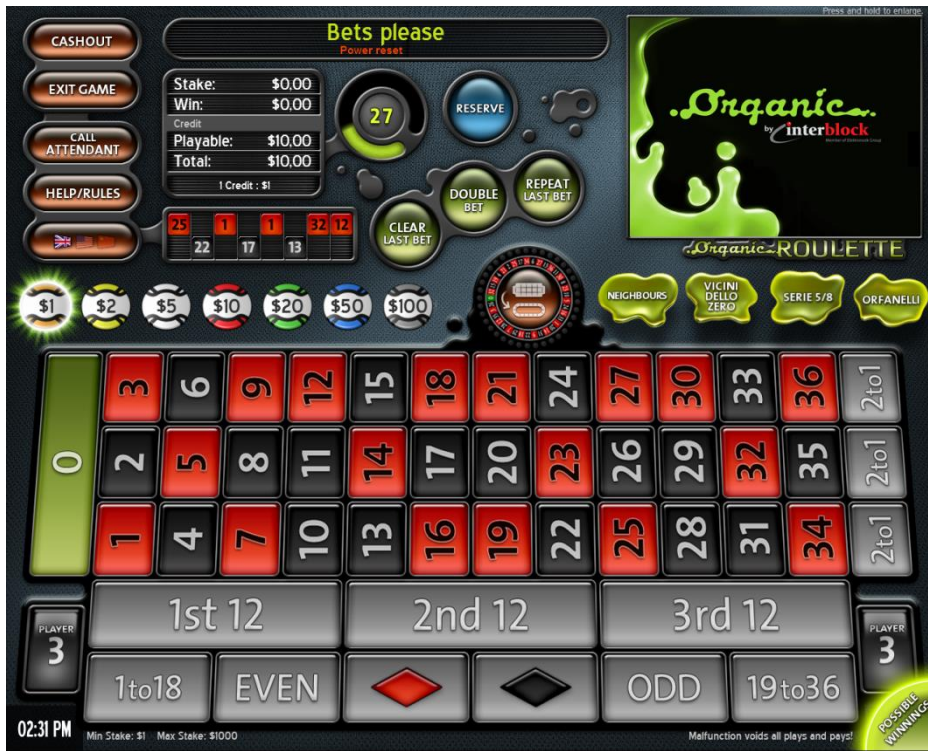 Press and hold to enlarge.
CASHOUT
Bets please
Power reset
EXIT GAME
Stake: $0,00
Win: $0,00
Credit
Playable: $10,00
Total: $10,00
1 Credit : $1
27
RESERVE
Organic
by interblock
CALL
ATTENDANT
HELP/RULES
CLEAR
LAST BET
DOUBLE
BET
REPEAT
LAST BET
25 1 1 32 12
22 17 13
Organic ROULETTE
$1 $2 $5 $10 $20 $50 $100
NEIGHBOURS
VICINI
DELLO
ZERO
SERIE 5/8
ORFANELLI
0
3 6 9 12 15 18 21 24 27 30 33 36 2to1
2 5 8 11 14 17 20 23 26 29 32 35 2to1
1 4 7 10 13 16 19 22 25 28 31 34 2to1
1st 12 2nd 12 3rd 12
PLAYER
3
PLAYER
3
1to18 EVEN ODD 19to36
POSSIBLE
WINNINGS
02:31 PM
Min Stake: $1 Max Stake: $1000
Malfunction voids all plays and pays!